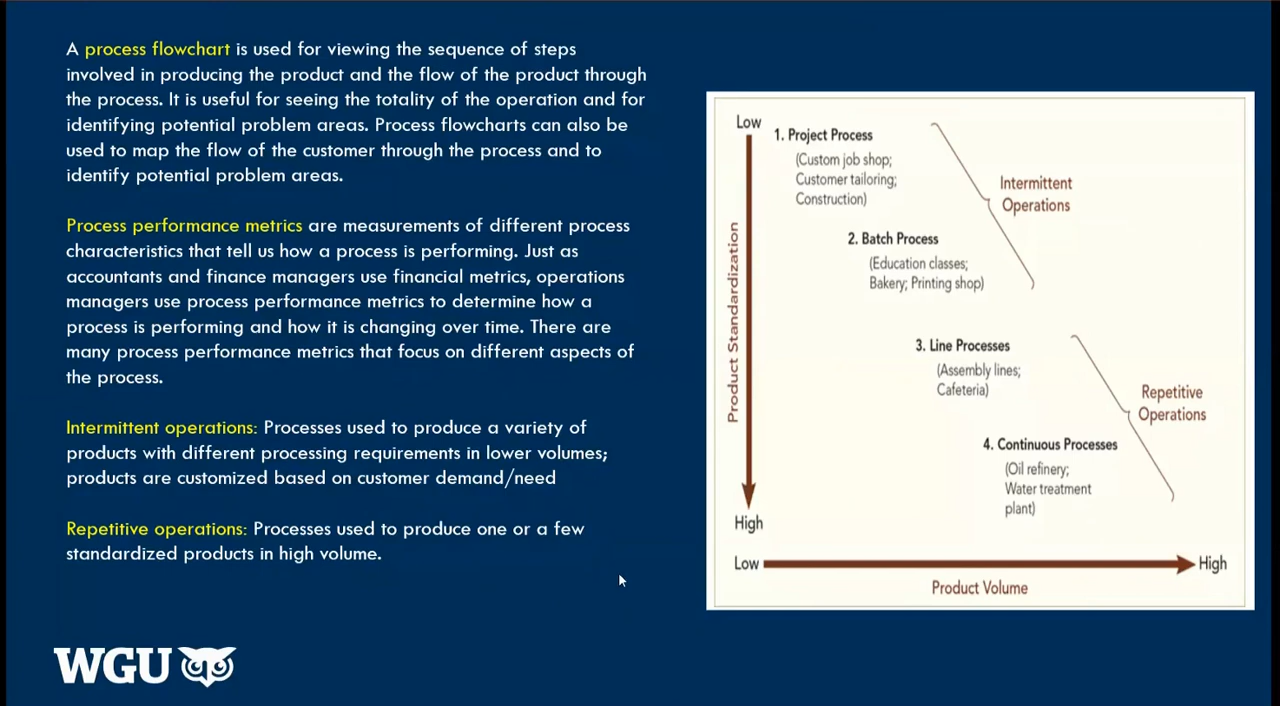 A process flowchart is used for viewing the sequence of steps
involved in producing the product and the flow of the product through
the process. It is useful for seeing the totality of the operation and for
identifying potential problem areas. Process flowcharts can also be
used to map the flow of the customer through the process and to
identify potential problem areas.
Process performance metrics are measurements of different process
characteristics that tell us how a process is performing. Just as
accountants and finance managers use financial metrics, operations
managers use process performance metrics to determine how a
process is performing and how it is changing over time. There are
many process performance metrics that focus on different aspects of
the process.
Intermittent operations: Processes used to produce a variety of
products with different processing requirements in lower volumes;
products are customized based on customer demand/need
Repetitive operations: Processes used to produce one or a few
standardized products in high volume.
WGU
Low
Product Standardization
High
1. Project Process
(Custom job shop;
Customer tailoring;
Construction)
Intermittent
Operations
2. Batch Process
(Education classes;
Bakery; Printing shop)
3. Line Processes
(Assembly lines;
Cafeteria)
Repetitive
Operations
4. Continuous Processes
(Oil refinery;
Water treatment
plant)
Low
High
Product Volume